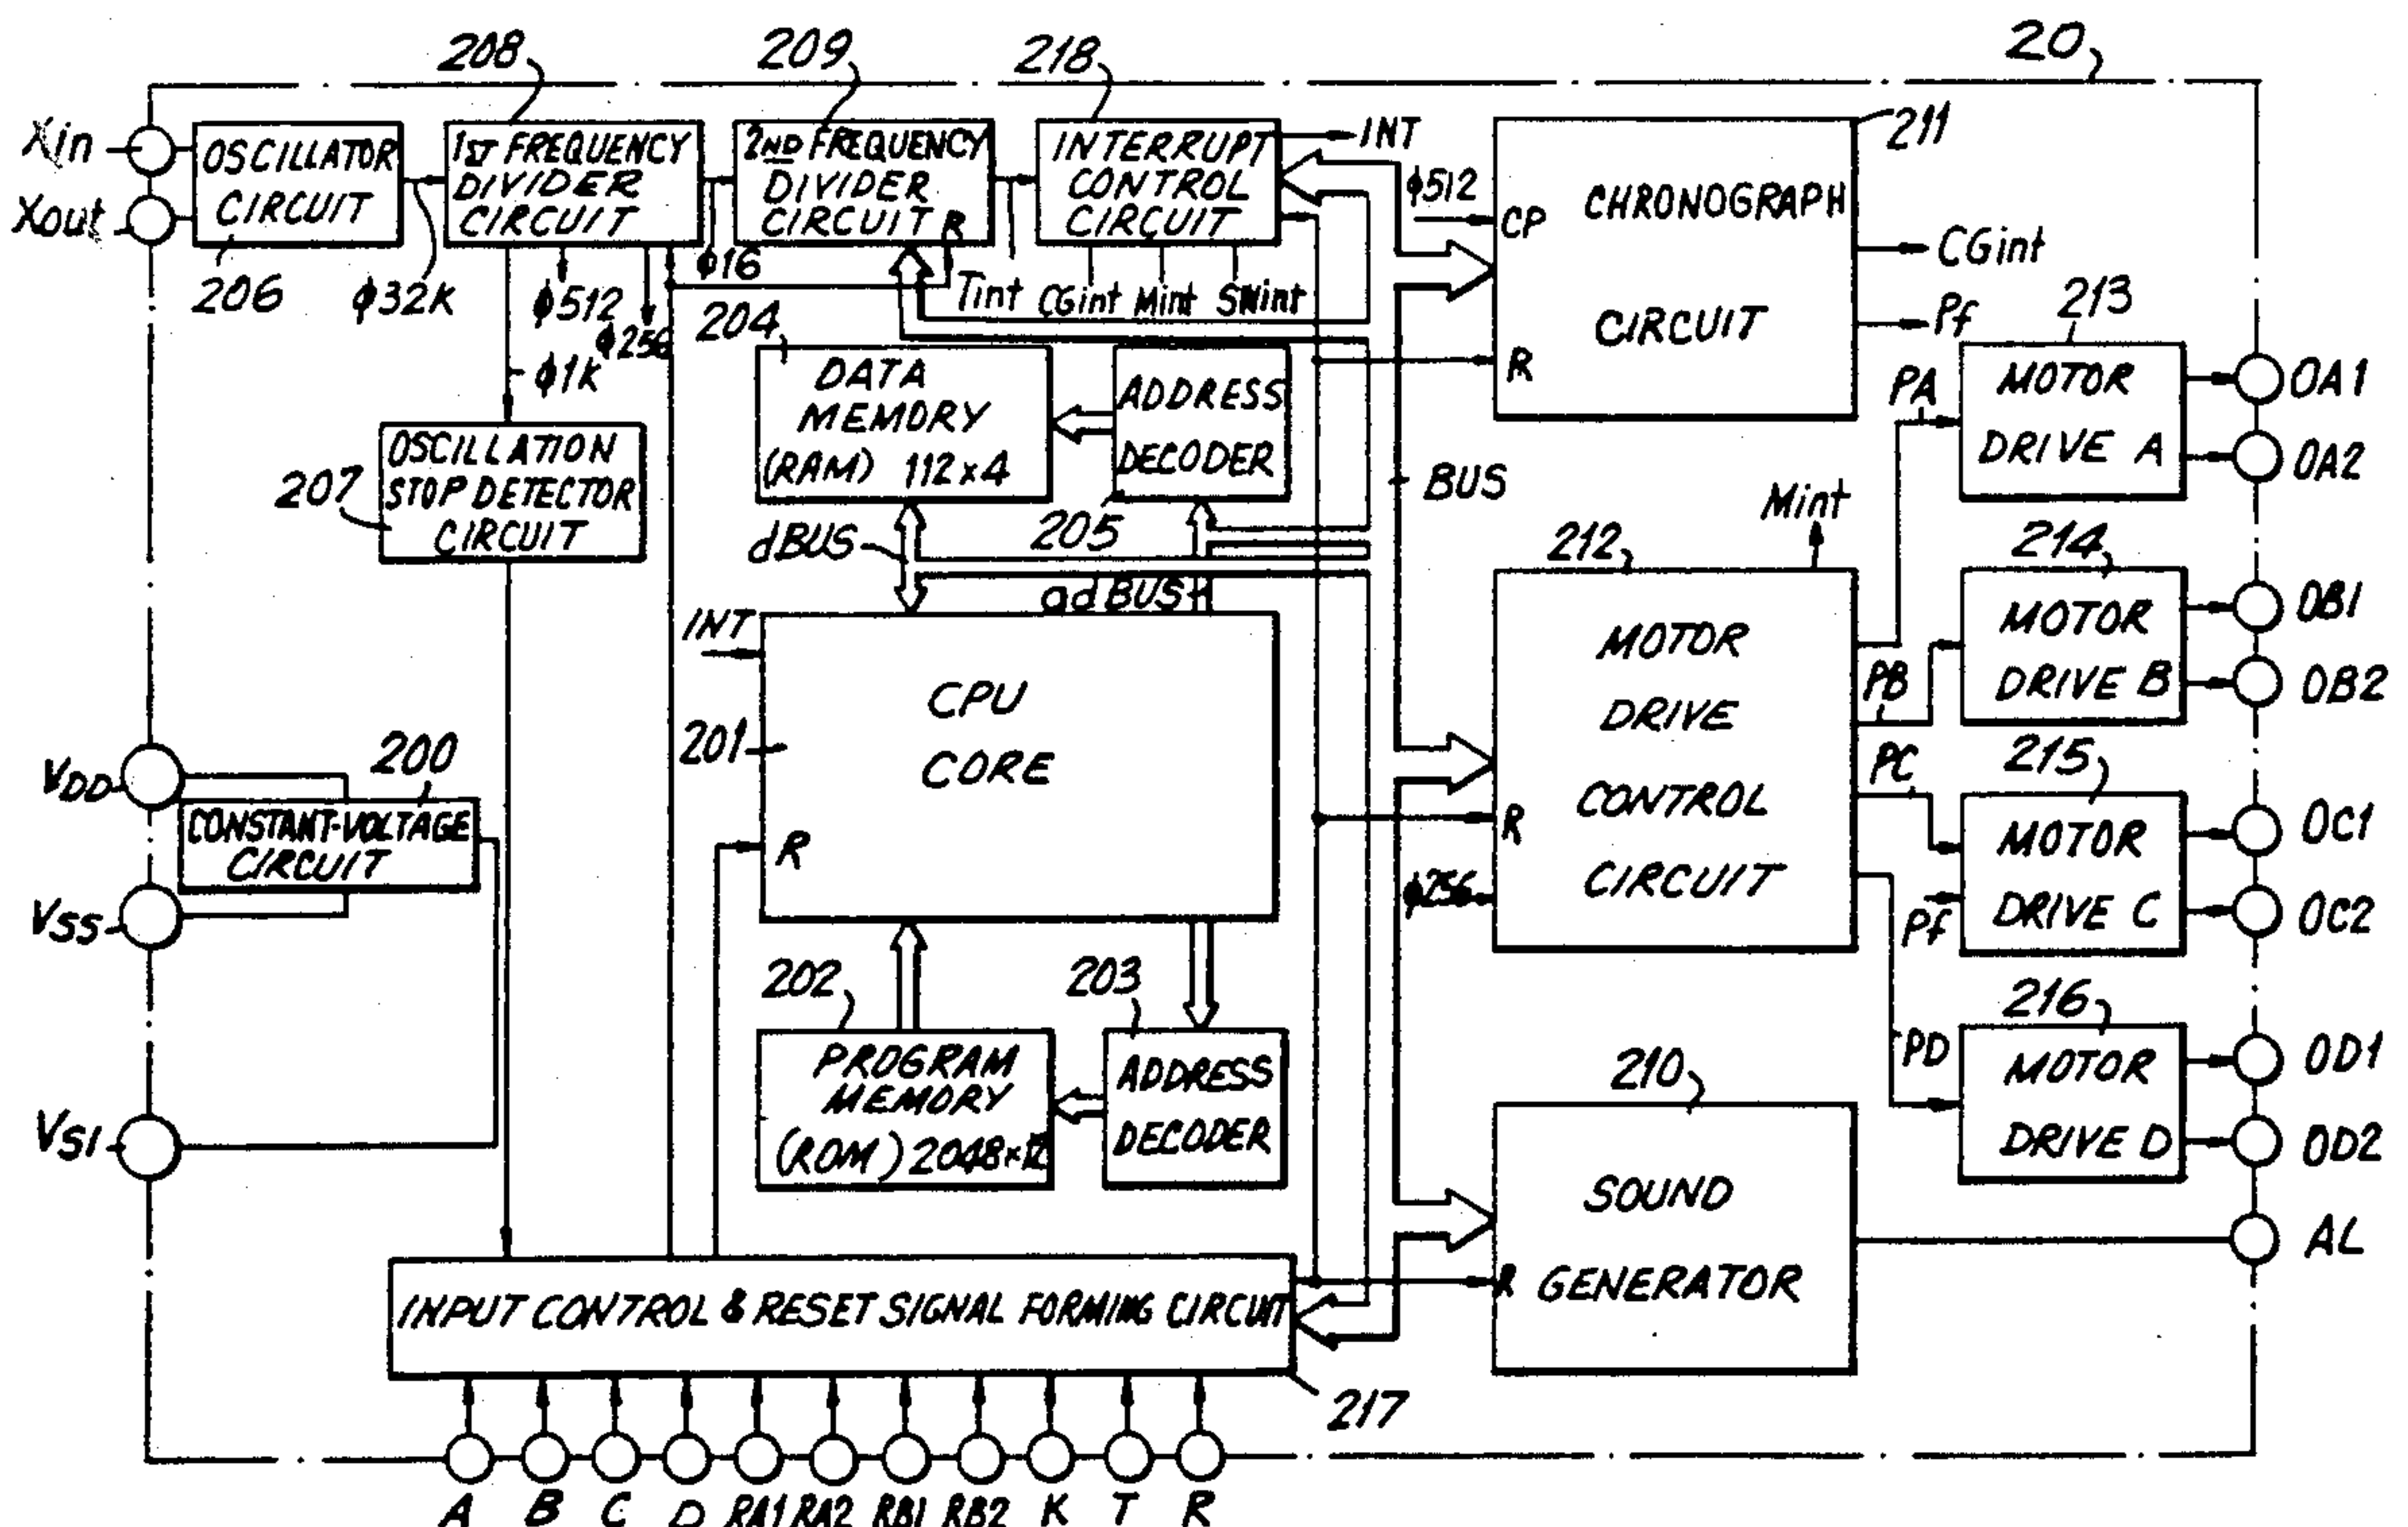 20
208
209
218
211
Xin
Xout
OSCILLATOR
CIRCUIT
206
φ32K
1ST FREQUENCY
DIVIDER
CIRCUIT
φ512
φ256
φ1K
φ16
2ND FREQUENCY
DIVIDER
CIRCUIT R
INTERRUPT
CONTROL
CIRCUIT
INT
Tint CGint Mint SWint
φ512
CP
CHRONOGRAPH
CIRCUIT
R
CGint
Pf
204
DATA
MEMORY
(RAM) 112x4
ADDRESS
DECODER
205
OSCILLATION
STOP DETECTOR
CIRCUIT
207
dBUS
adBUS
BUS
INT
CPU
CORE
201
R
VDD
VSS
VS1
200
CONSTANT-VOLTAGE
CIRCUIT
202
PROGRAM
MEMORY
(ROM) 2048x12
203
ADDRESS
DECODER
Mint
212
MOTOR
DRIVE
CONTROL
CIRCUIT
R
φ256
PA
PB
PC
Pf
PD
213
MOTOR
DRIVE A
OA1
OA2
214
MOTOR
DRIVE B
OB1
OB2
215
MOTOR
DRIVE C
OC1
OC2
216
MOTOR
DRIVE D
OD1
OD2
210
SOUND
R GENERATOR
AL
INPUT CONTROL & RESET SIGNAL FORMING CIRCUIT
217
A B C D RA1 RA2 RB1 RB2 K T R